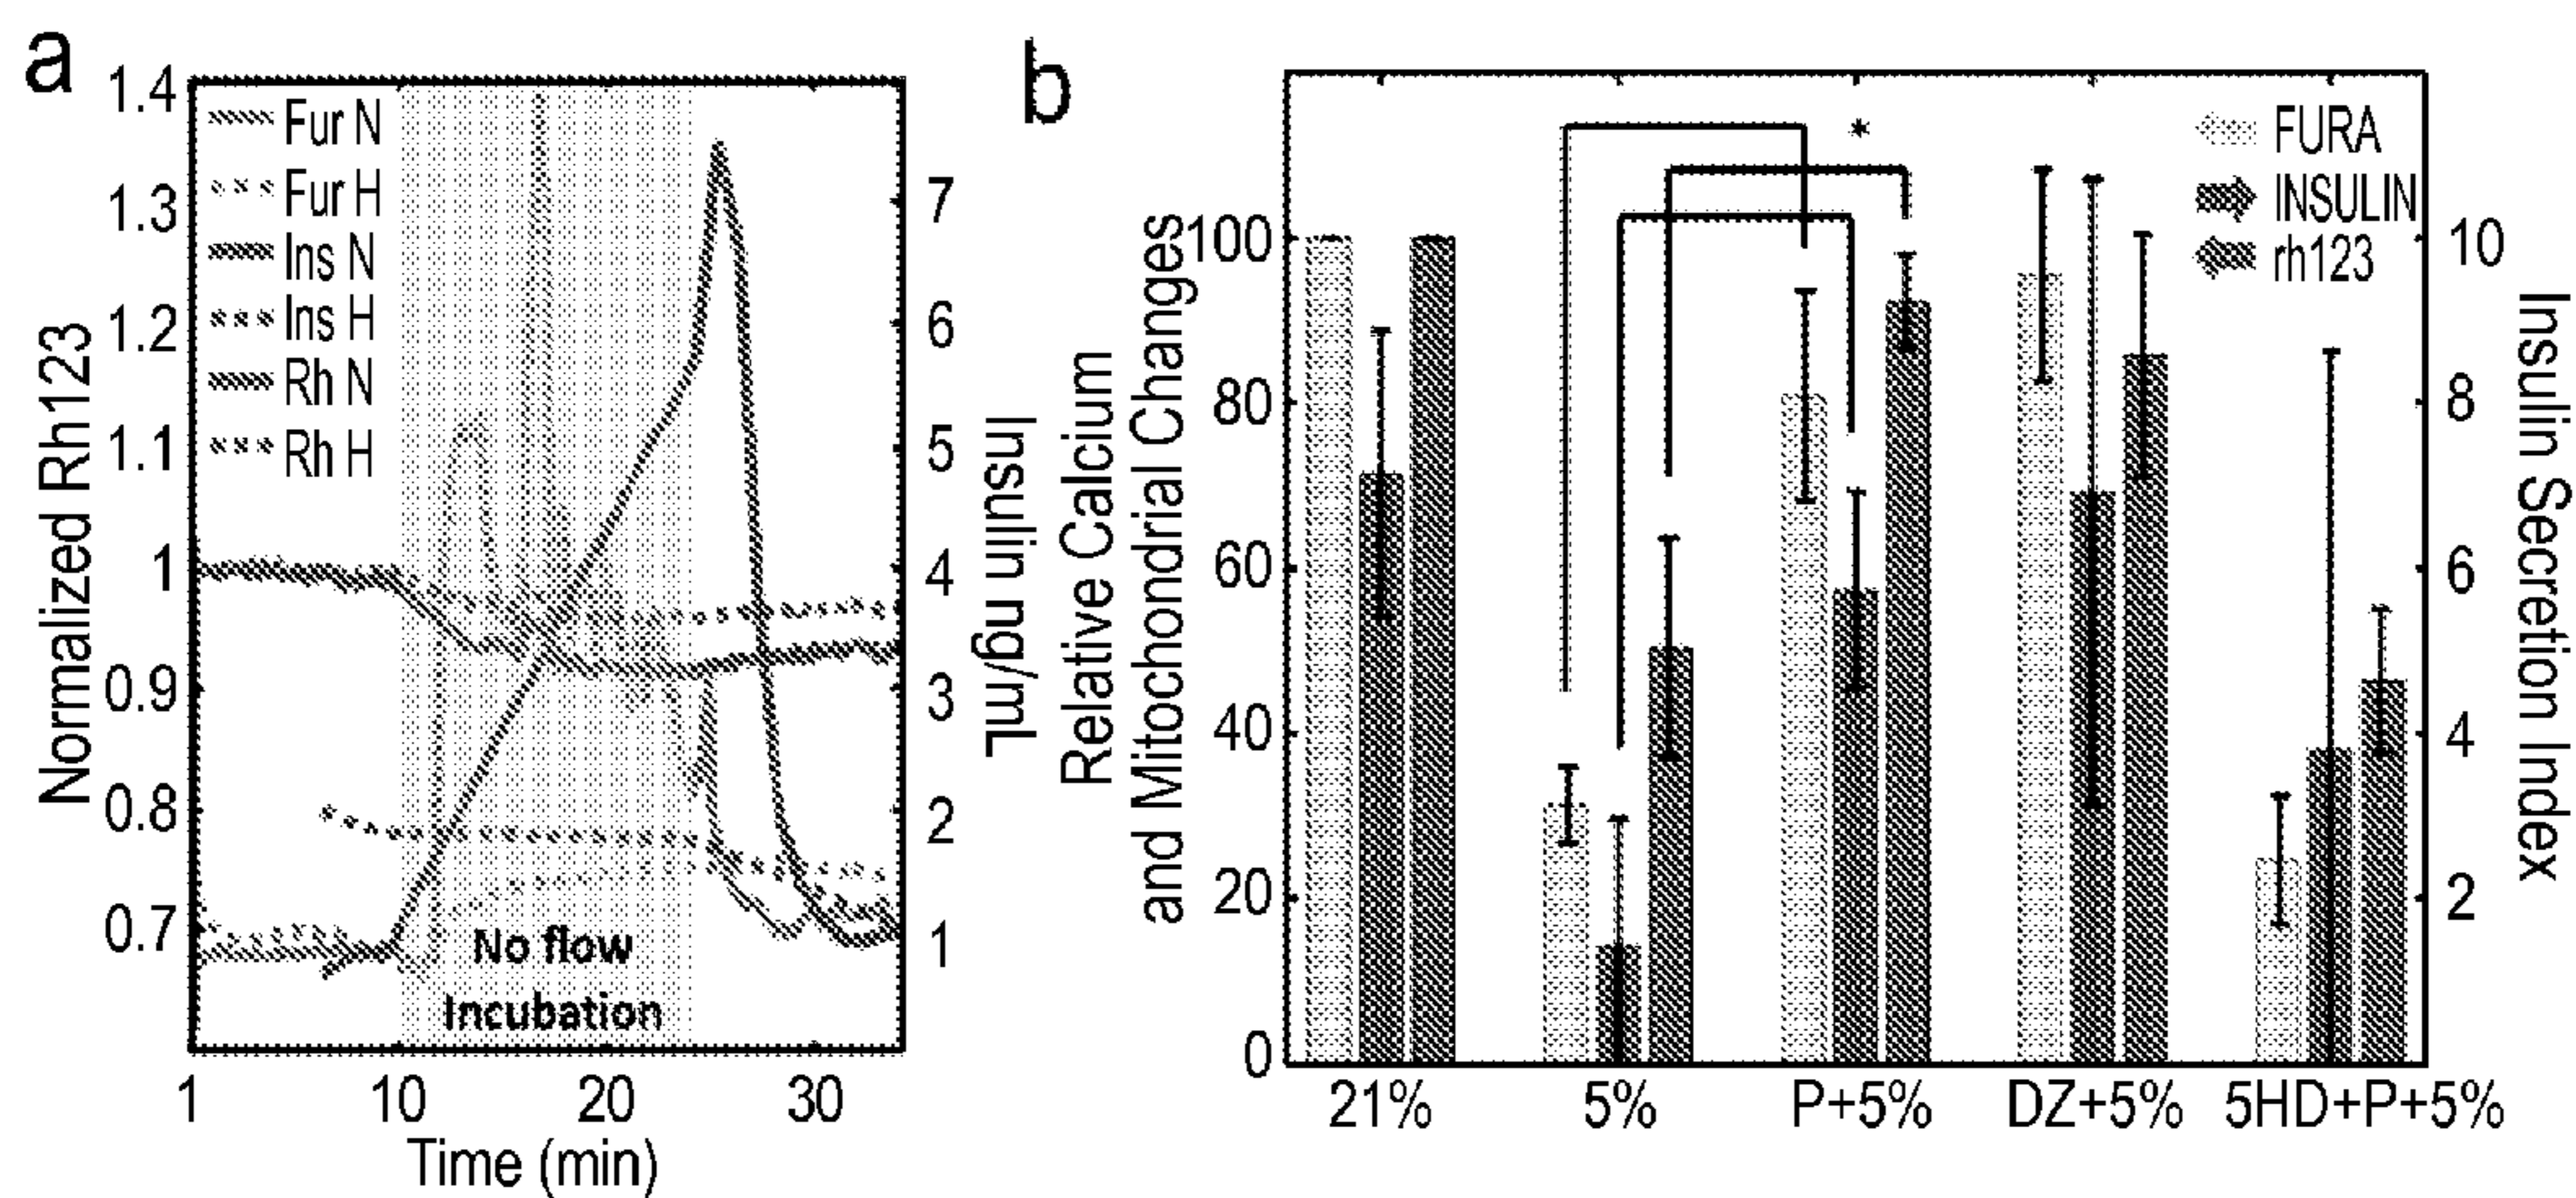 a
1.4
1.3
1.2
1.1
1
0.9
0.8
0.7
Normalized Rh123
Fur N
Fur H
Ins N
Ins H
Rh N
Rh H
No flow
Incubation
7
6
5
4
3
2
1
Insulin ng/mL
1
10
20
30
Time (min)
b
Relative Calcium
and Mitochondrial Changes
100
80
60
40
20
0
*
FURA
INSULIN
rh123
10
8
6
4
2
Insulin Secretion Index
21%
5%
P+5%
DZ+5%
5HD+P+5%